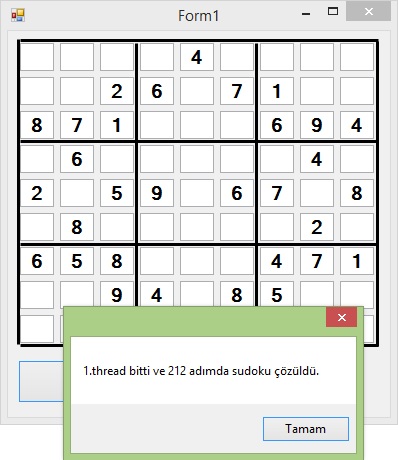 Form1
4
2 6 7 1
8 7 1 6 9 4
6 4
2 5 9 6 7 8
8 2
6 5 8 4 7 1
9 4 8 5
1.thread bitti ve 212 adımda sudoku çözüldü.
Tamam